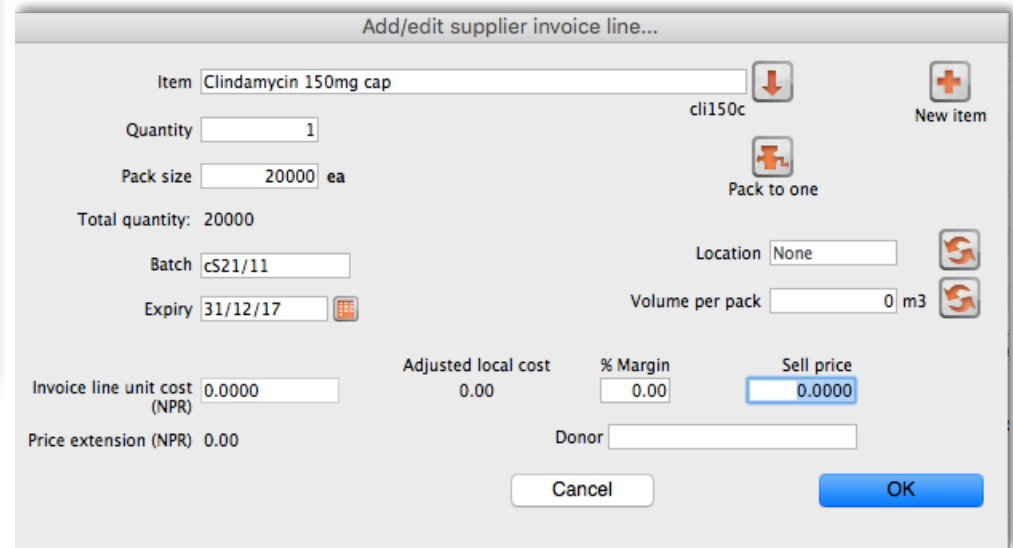 Add/edit supplier invoice line...
Item Clindamycin 150mg cap
cli150c
New item
Quantity 1
Pack size 20000 ea
Pack to one
Total quantity: 20000
Batch cS21/11
Location None
Expiry 31/12/17
Volume per pack 0 m3
Adjusted local cost % Margin Sell price
Invoice line unit cost 0.0000 0.00 0.00 0.0000
(NPR)
Price extension (NPR) 0.00
Donor
Cancel OK